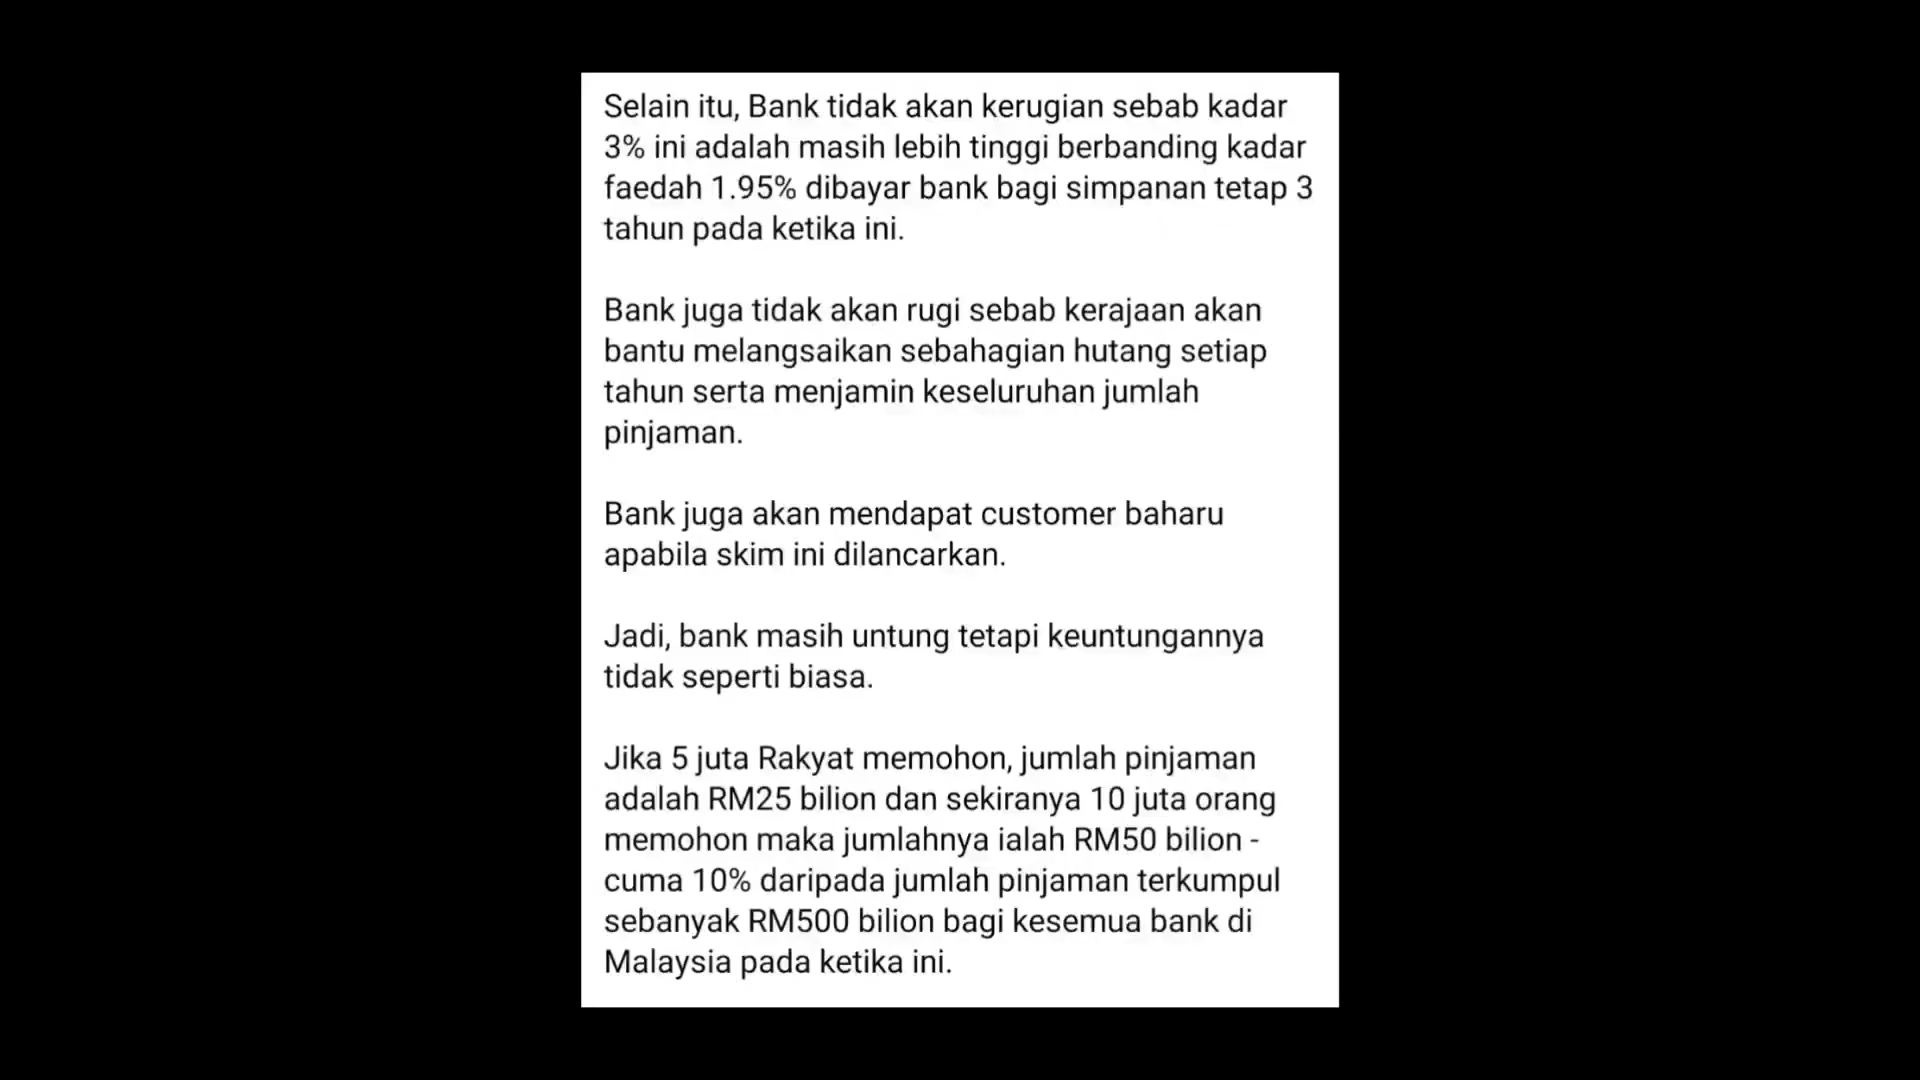 Selain itu, Bank tidak akan kerugian sebab kadar
3% ini adalah masih lebih tinggi berbanding kadar
faedah 1.95% dibayar bank bagi simpanan tetap 3
tahun pada ketika ini.
Bank juga tidak akan rugi sebab kerajaan akan
bantu melangsaikan sebahagian hutang setiap
tahun serta menjamin keseluruhan jumlah
pinjaman.
Bank juga akan mendapat customer baharu
apabila skim ini dilancarkan.
Jadi, bank masih untung tetapi keuntungannya
tidak seperti biasa.
Jika 5 juta Rakyat memohon, jumlah pinjaman
adalah RM25 bilion dan sekiranya 10 juta orang
memohon maka jumlahnya ialah RM50 bilion -
cuma 10% daripada jumlah pinjaman terkumpul
sebanyak RM500 bilion bagi kesemua bank di
Malaysia pada ketika ini.